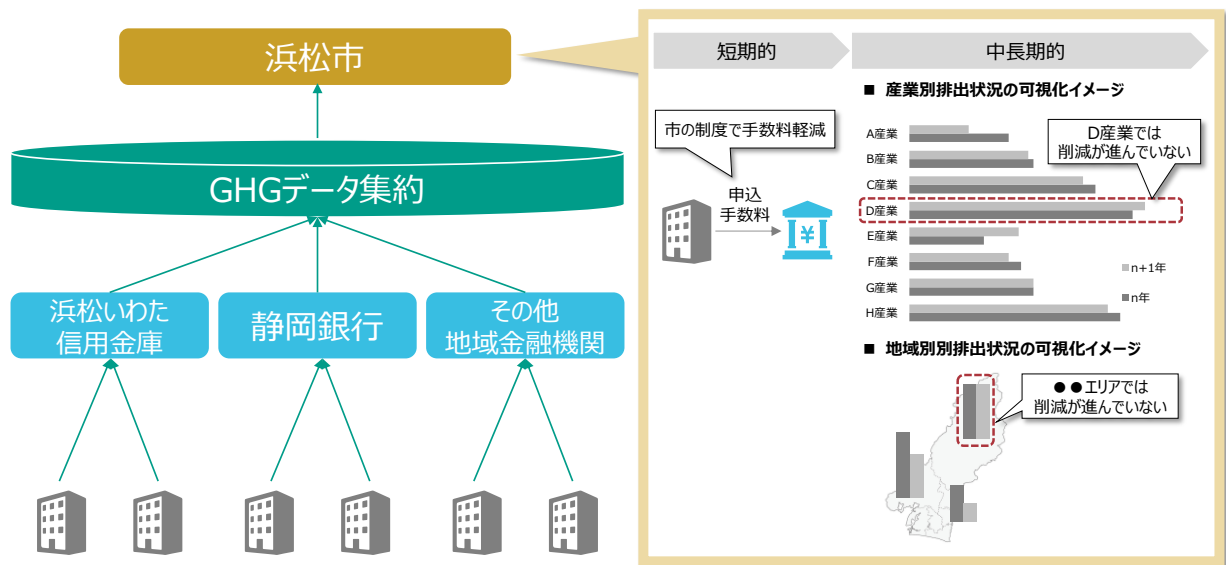 浜松市
GHGデータ集約
浜松いわた
信用金庫
静岡銀行
その他
地域金融機関
短期的
中長期的
市の制度で手数料軽減
申込
手数料
¥
■ 産業別排出状況の可視化イメージ
A産業
B産業
C産業
D産業
E産業
F産業
G産業
H産業
D産業では
削減が進んでいない
n+1年
n年
■ 地域別別排出状況の可視化イメージ
●●エリアでは
削減が進んでいない